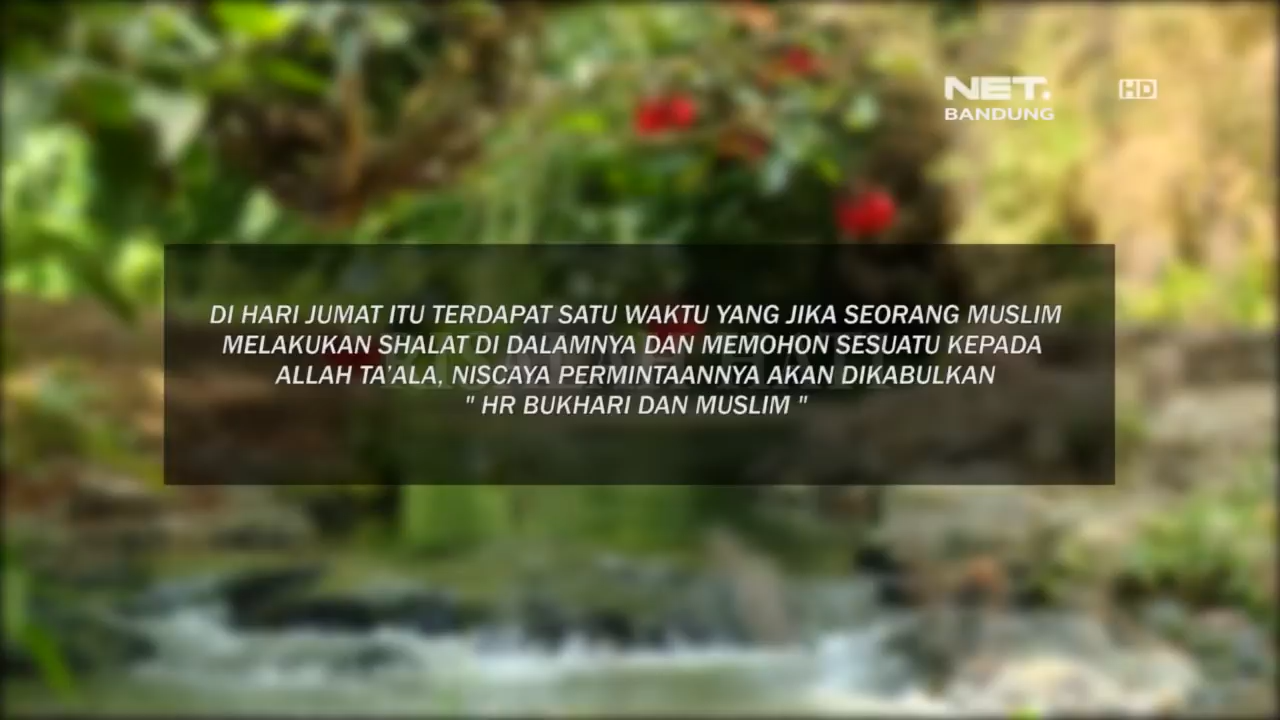 NET.
BANDUNG
HD
DI HARI JUMAT ITU TERDAPAT SATU WAKTU YANG JIKA SEORANG MUSLIM
MELAKUKAN SHALAT DI DALAMNYA DAN MEMOHON SESUATU KEPADA
ALLAH TA'ALA, NISCAYA PERMINTAANNYA AKAN DIKABULKAN
" HR BUKHARI DAN MUSLIM "